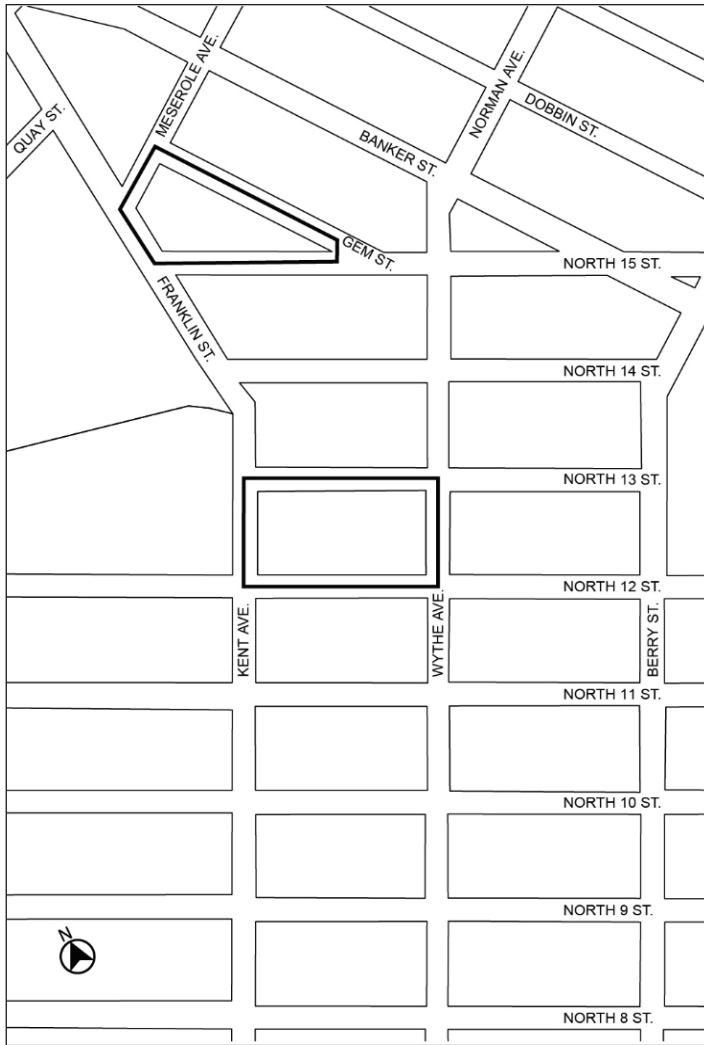 MESEROLE AVE.
NORMAN AVE.
DOBBIN ST.
QUAY ST.
BANKER ST.
GEM ST.
NORTH 15 ST.
FRANKLIN ST.
NORTH 14 ST.
NORTH 13 ST.
NORTH 12 ST.
KENT AVE.
WYTHE AVE.
BERRY ST.
NORTH 11 ST.
NORTH 10 ST.
NORTH 9 ST.
N
NORTH 8 ST.